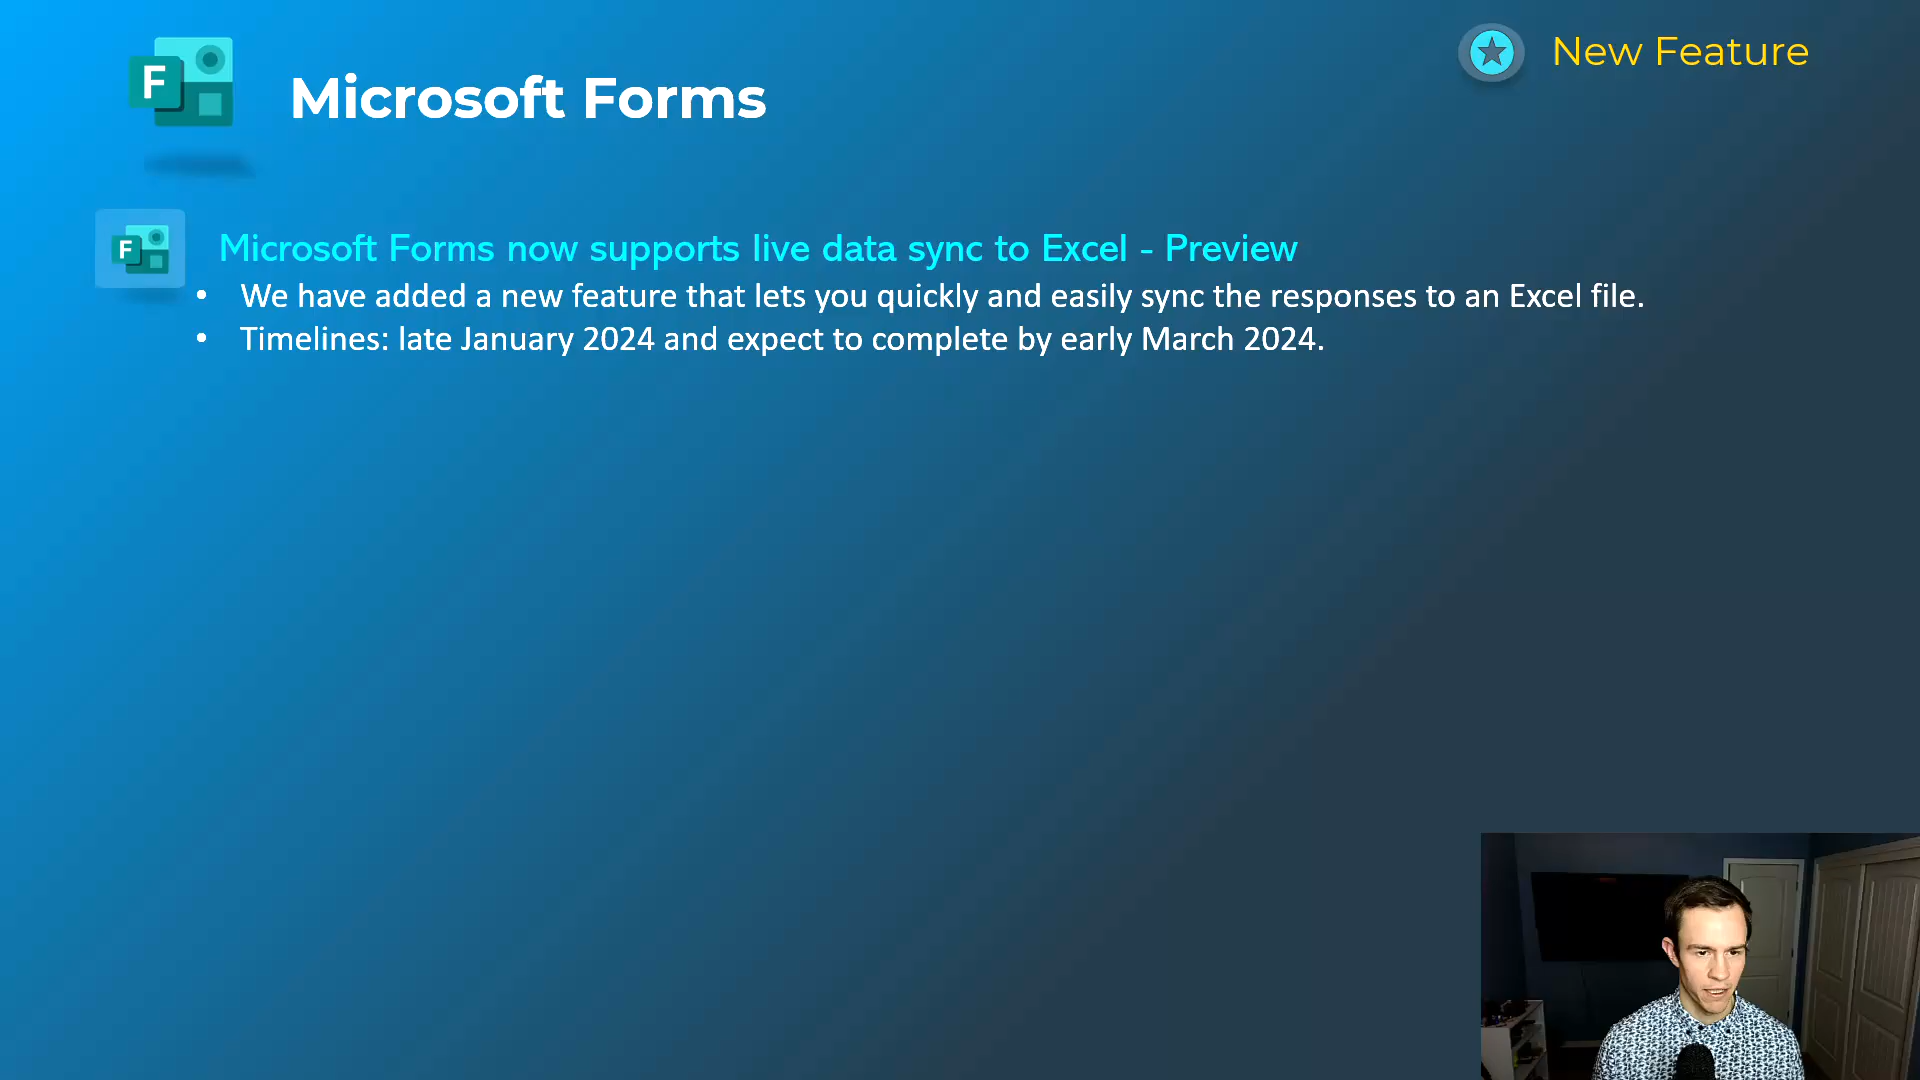 New Feature
F
Microsoft Forms
F
Microsoft Forms now supports live data sync to Excel - Preview
• We have added a new feature that lets you quickly and easily sync the responses to an Excel file.
• Timelines: late January 2024 and expect to complete by early March 2024.